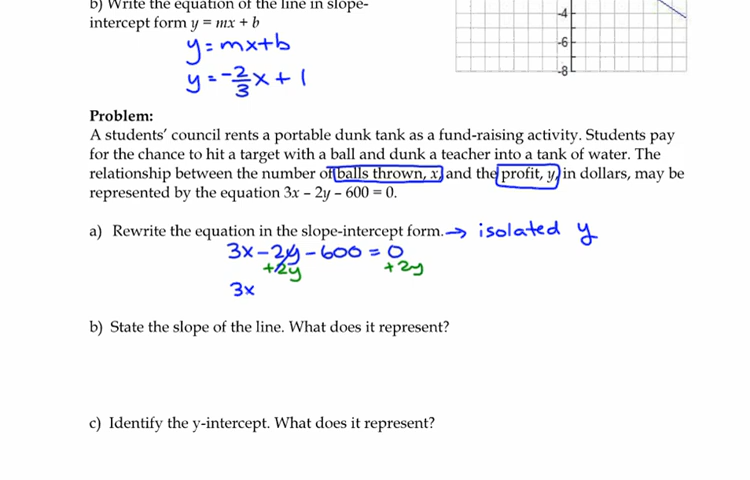 b) Write the equation of the line in slope-
intercept form y = mx + b
y = mx+b
y = -2/3 x + 1
-4
-6
-8
Problem:
A students' council rents a portable dunk tank as a fund-raising activity. Students pay
for the chance to hit a target with a ball and dunk a teacher into a tank of water. The
relationship between the number of balls thrown, x, and the profit, y, in dollars, may be
represented by the equation 3x – 2y – 600 = 0.
a) Rewrite the equation in the slope-intercept form. → isolated y
3x - 2y - 600 = 0
+2y +2y
3x
b) State the slope of the line. What does it represent?
c) Identify the y-intercept. What does it represent?